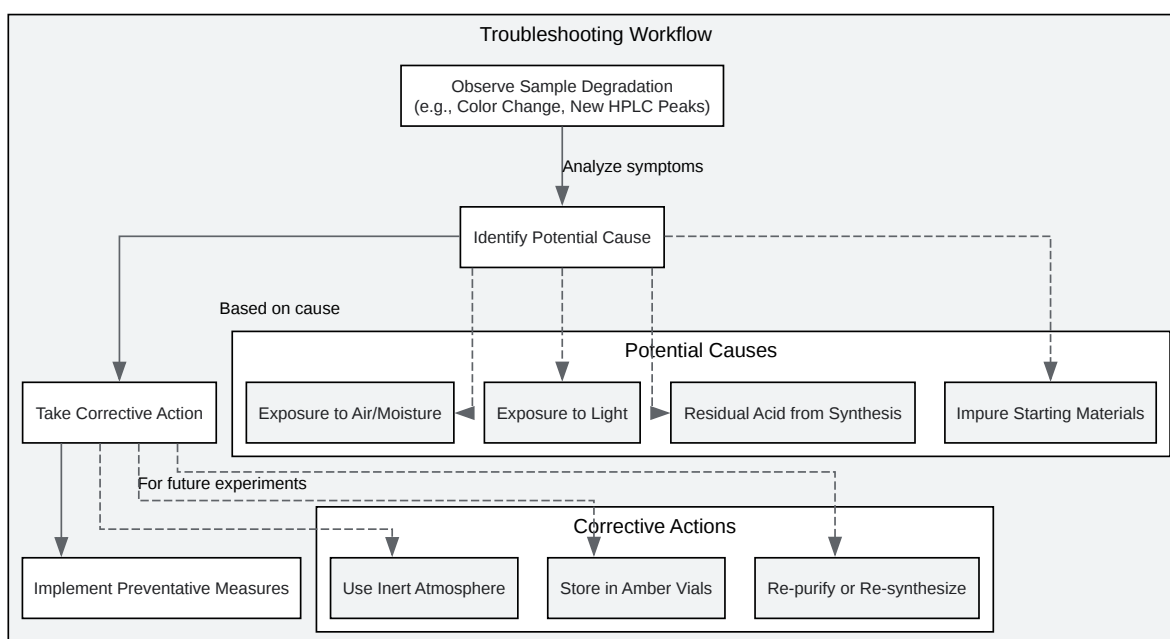 Troubleshooting Workflow
Observe Sample Degradation
(e.g., Color Change, New HPLC Peaks)
Analyze symptoms
Identify Potential Cause
Based on cause
Potential Causes
Take Corrective Action
Exposure to Air/Moisture
Exposure to Light
Residual Acid from Synthesis
Impure Starting Materials
For future experiments
Corrective Actions
Implement Preventative Measures
Use Inert Atmosphere
Store in Amber Vials
Re-purify or Re-synthesize